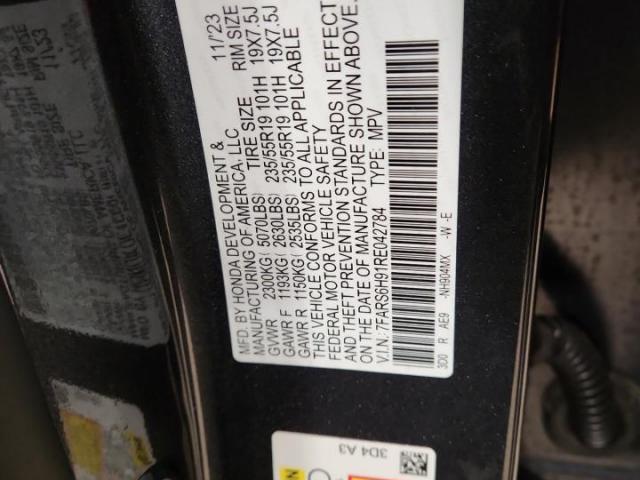 MFD. BY HONDA DEVELOPMENT & 11/'23
MANUFACTURING OF AMERICA, LLC
TIRE SIZE RIM SIZE
GVWR 2300KG ( 5070LBS)
GAWR F 1193KG ( 2630LBS) 235/55R19 101H 19X7.5J
GAWR R 1150KG ( 2535LBS) 235/55R19 101H 19X7.5J
THIS VEHICLE CONFORMS TO ALL APPLICABLE
FEDERAL MOTOR VEHICLE SAFETY
AND THEFT PREVENTION STANDARDS IN EFFECT
ON THE DATE OF MANUFACTURE SHOWN ABOVE.
V.I.N. 7FARS6H91RE042784 TYPE: MPV
3D0 R AE9 -NH904MX -W -E
3D4 A3